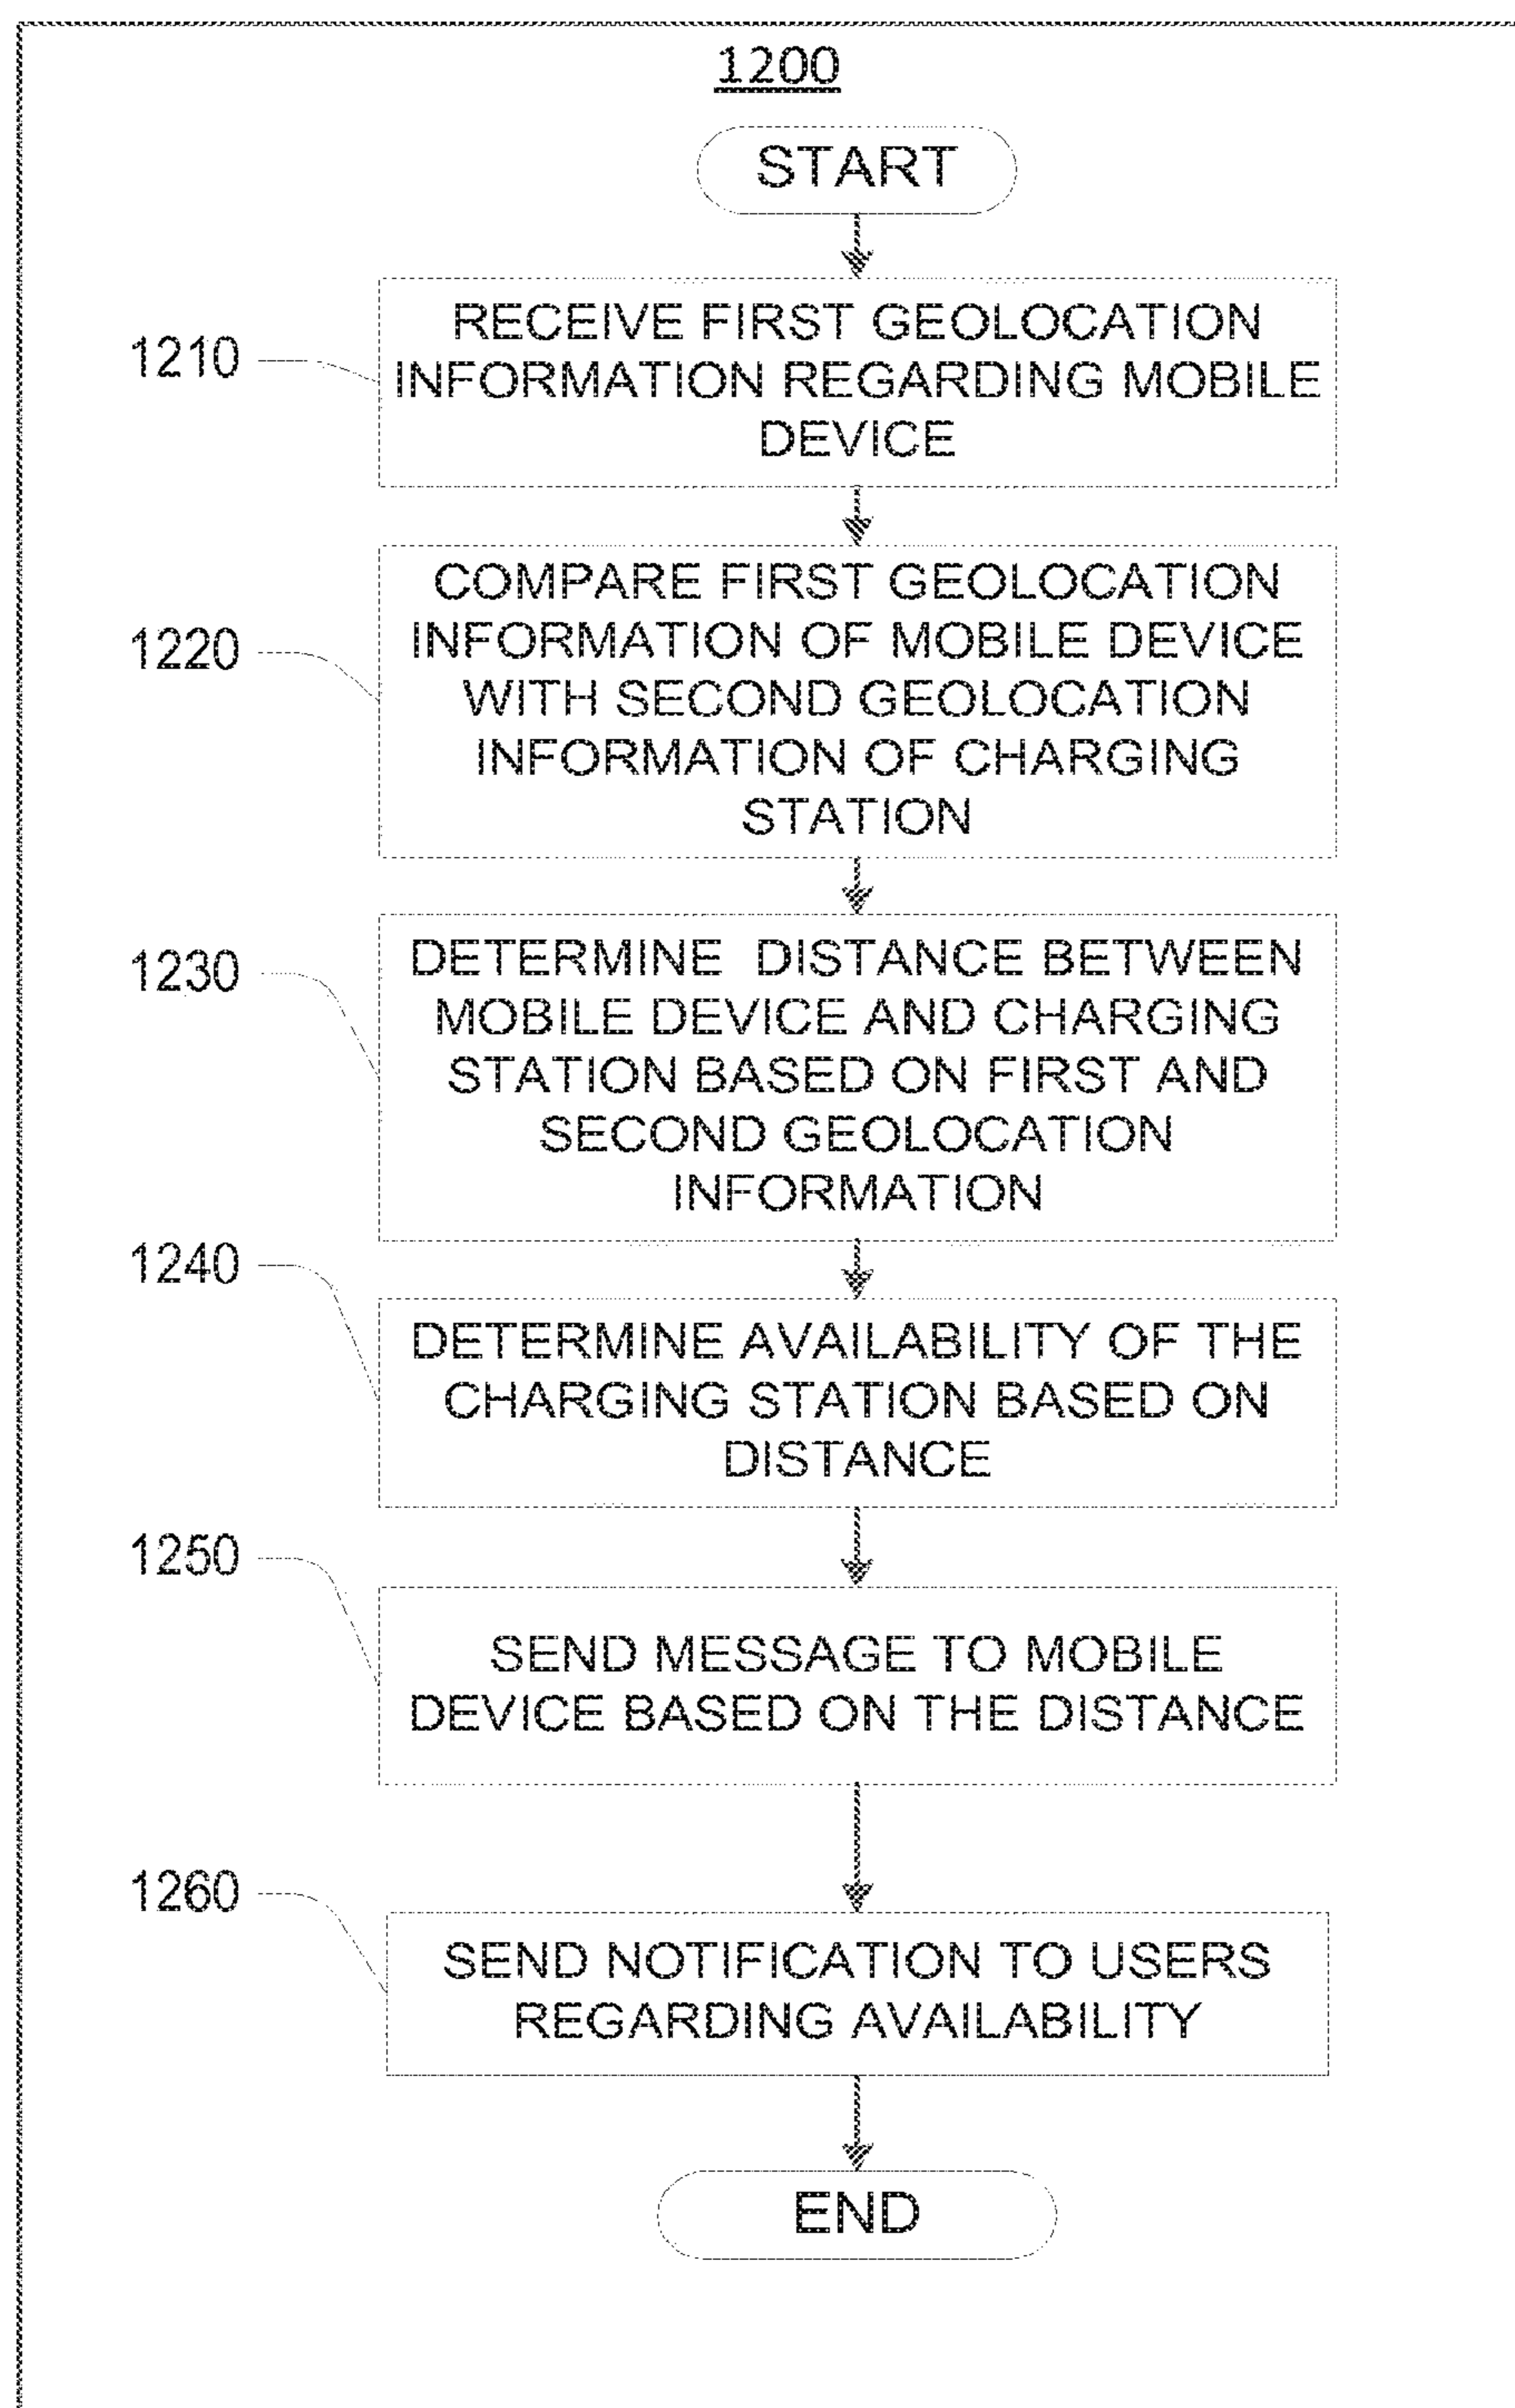 1200
START
1210
RECEIVE FIRST GEOLOCATION
INFORMATION REGARDING MOBILE
DEVICE
1220
COMPARE FIRST GEOLOCATION
INFORMATION OF MOBILE DEVICE
WITH SECOND GEOLOCATION
INFORMATION OF CHARGING
STATION
1230
DETERMINE DISTANCE BETWEEN
MOBILE DEVICE AND CHARGING
STATION BASED ON FIRST AND
SECOND GEOLOCATION
INFORMATION
1240
DETERMINE AVAILABILITY OF THE
CHARGING STATION BASED ON
DISTANCE
1250
SEND MESSAGE TO MOBILE
DEVICE BASED ON THE DISTANCE
1260
SEND NOTIFICATION TO USERS
REGARDING AVAILABILITY
END